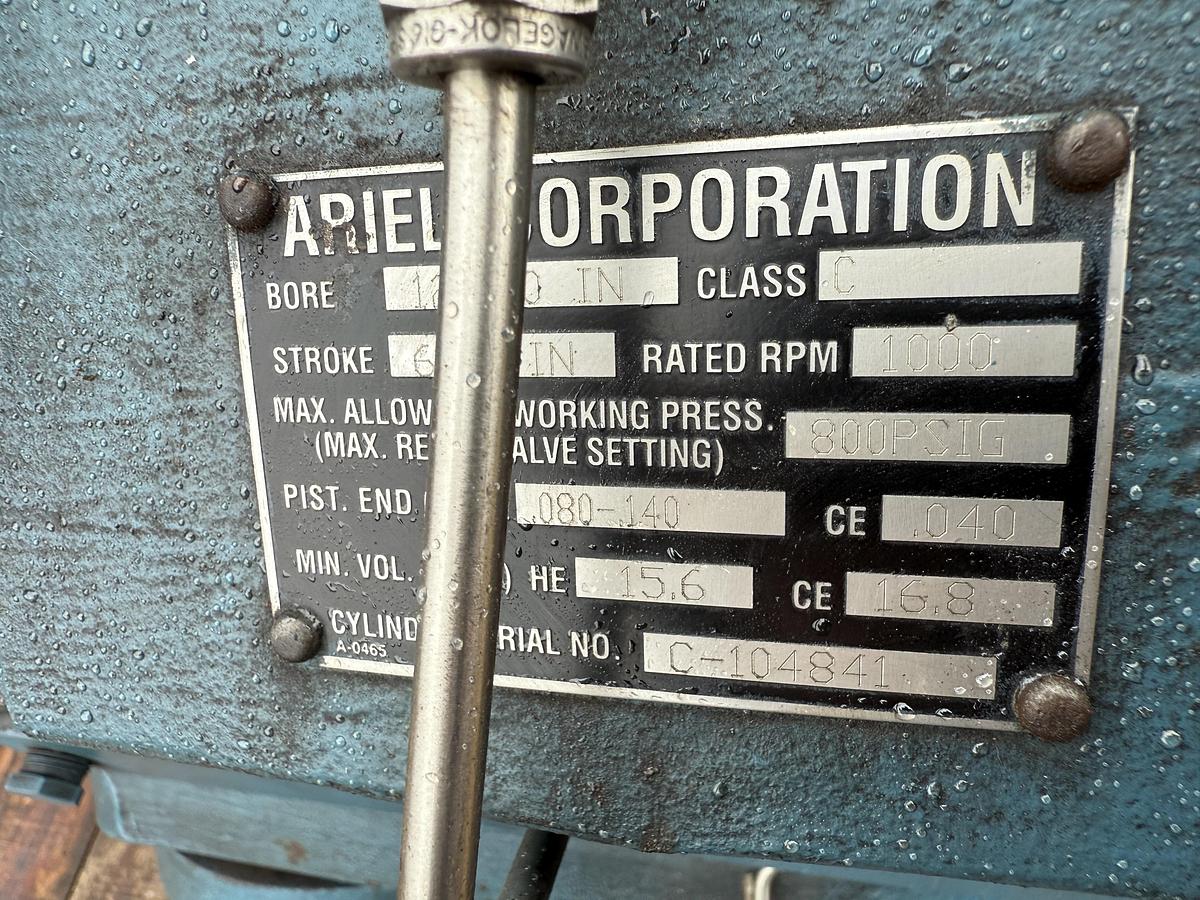 ARIEL CORPORATION
BORE IN CLASS C
STROKE IN RATED RPM 1000
MAX. ALLOW WORKING PRESS. 800PSIG
(MAX. RE ALVE SETTING)
PIST. END .080-.140 CE .040
MIN. VOL. ) HE 15.6 CE 16.8
CYLIND RIAL NO. C-104841
A-0465